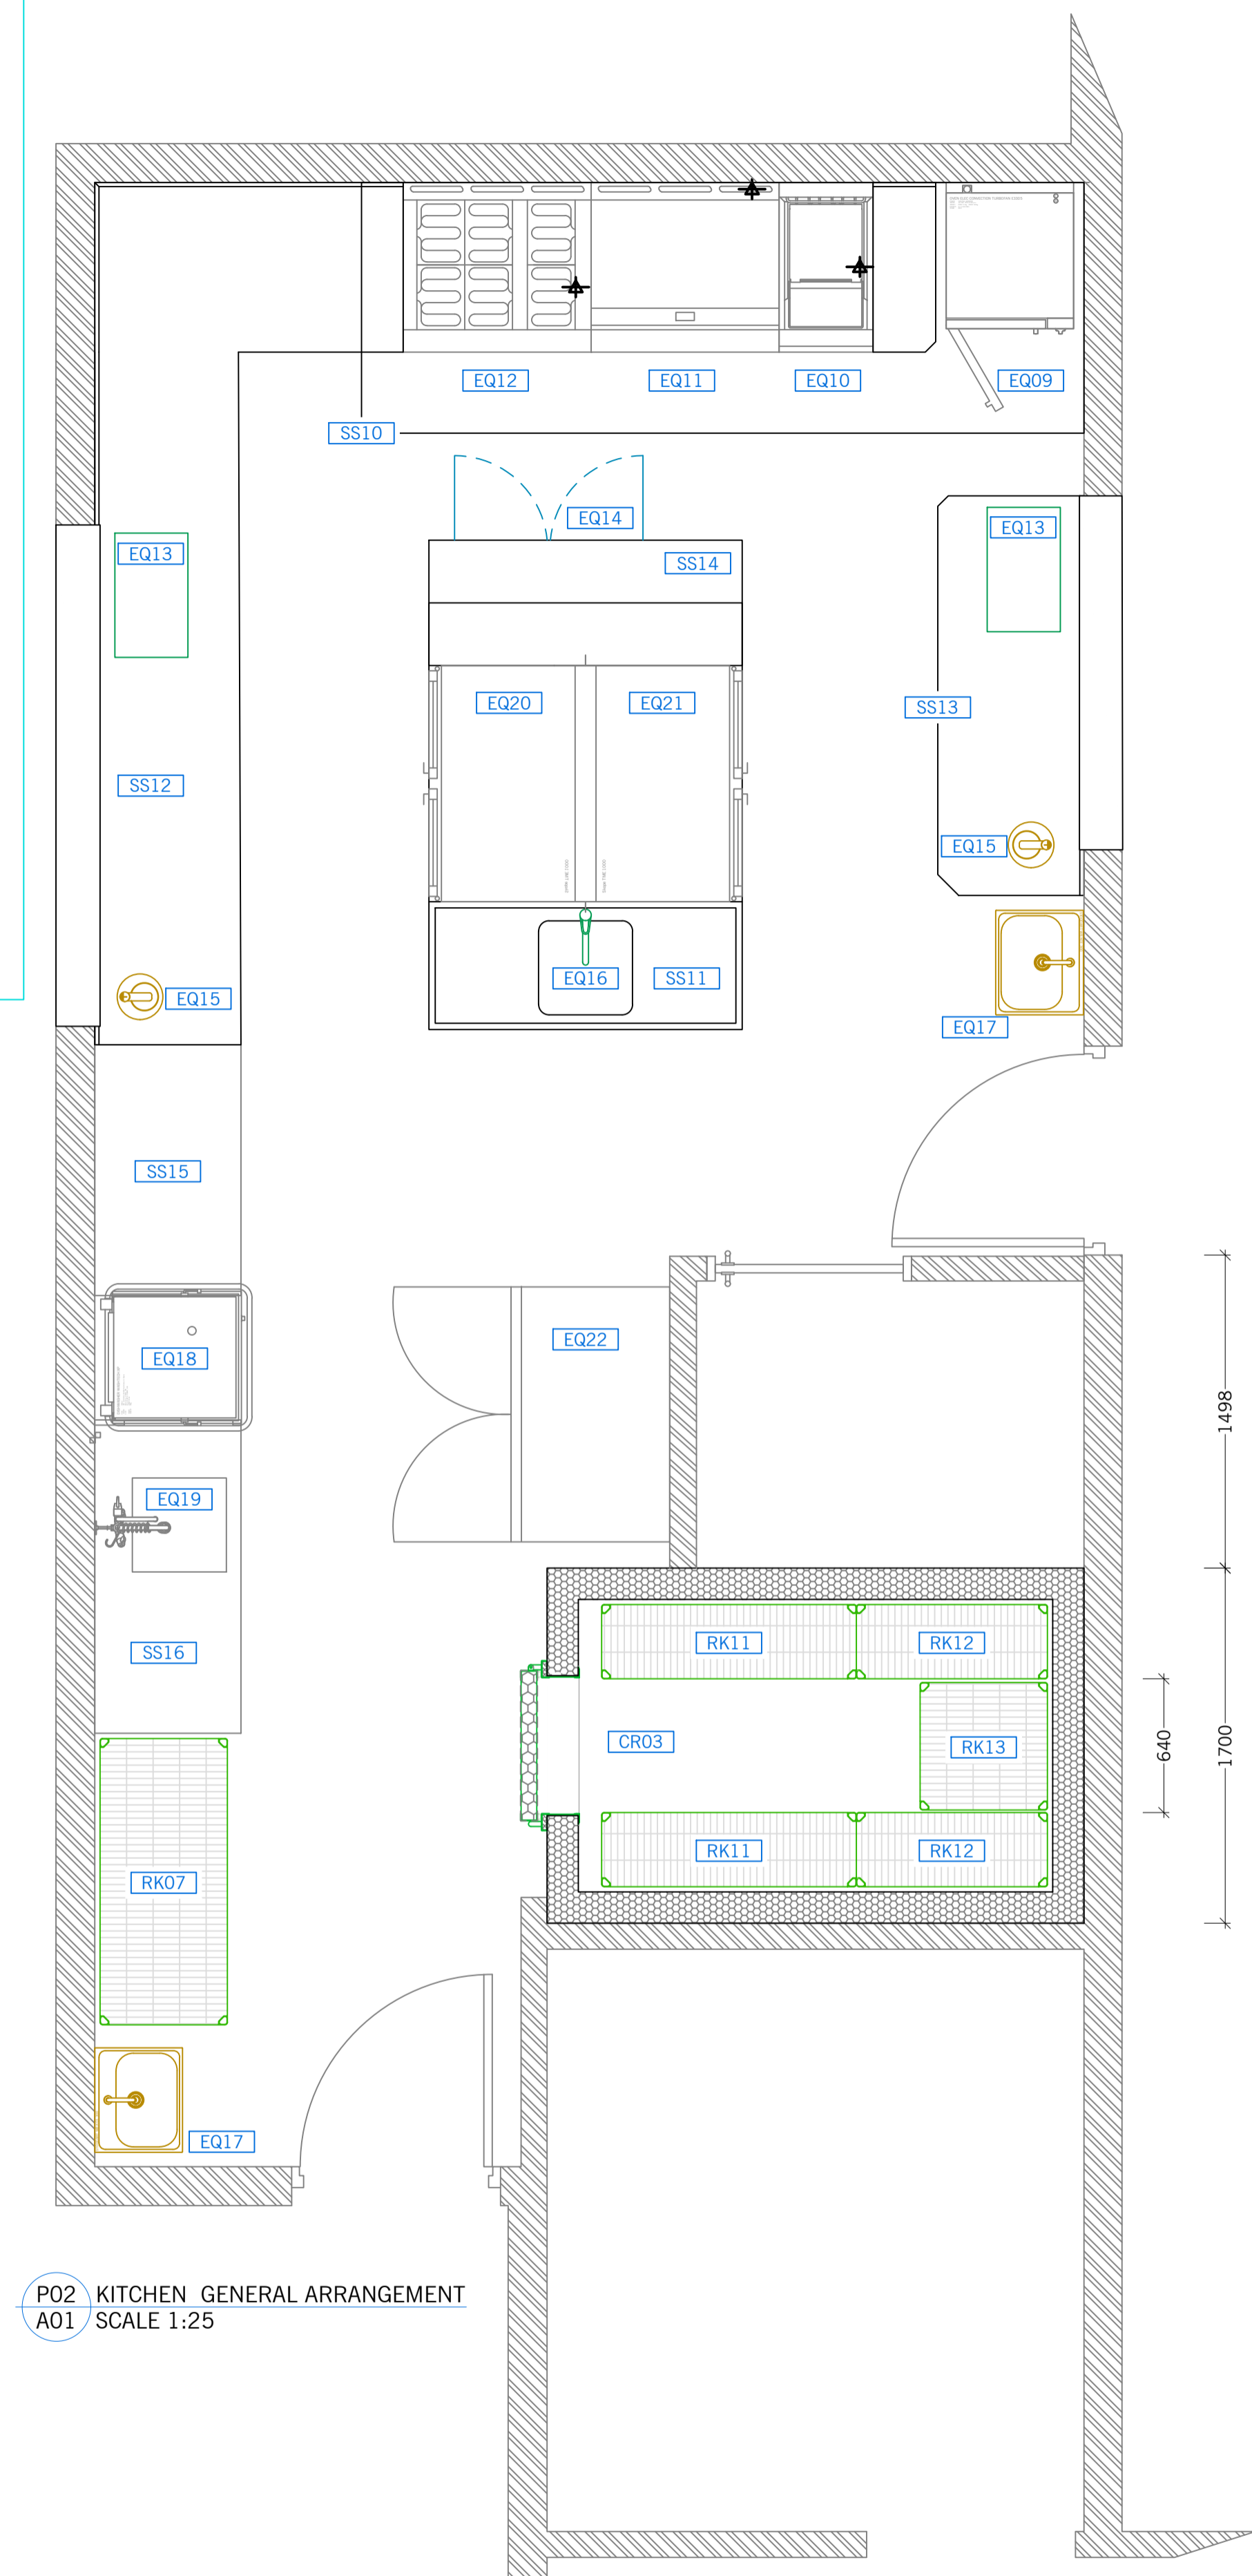 EQ12
EQ11
EQ10
EQ09
SS10
EQ14
EQ13
SS14
EQ13
EQ20
EQ21
SS13
SS12
EQ15
EQ16
SS11
EQ15
EQ17
SS15
EQ22
EQ18
1498
EQ19
RK11
RK12
SS16
CR03
RK13
640
1700
RK11
RK12
RK07
EQ17
P02 KITCHEN GENERAL ARRANGEMENT
A01 SCALE 1:25